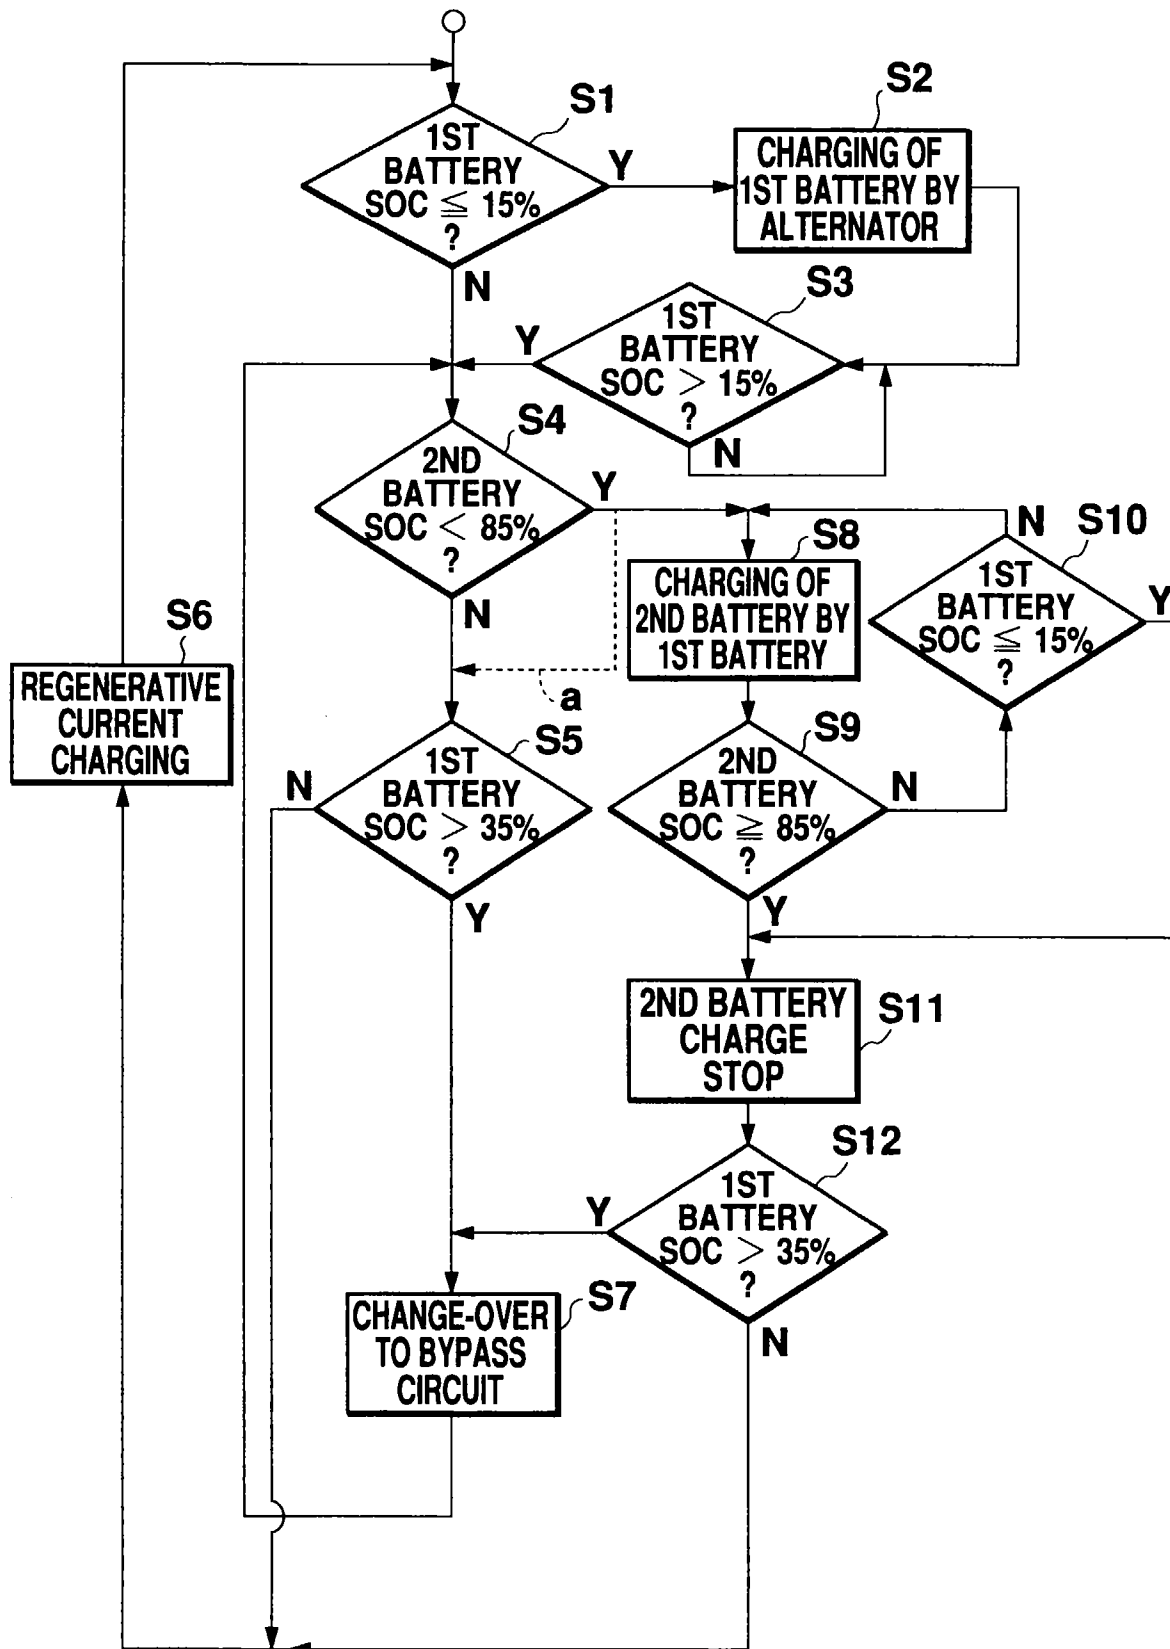 S1
1ST
BATTERY
SOC ≦ 15%
?
Y
N
S2
CHARGING OF
1ST BATTERY BY
ALTERNATOR
S3
1ST
BATTERY
SOC > 15%
?
Y
N
S4
2ND
BATTERY
SOC < 85%
?
Y
N
a
S8
CHARGING OF
2ND BATTERY BY
1ST BATTERY
S10
1ST
BATTERY
SOC ≦ 15%
?
N
Y
S6
REGENERATIVE
CURRENT
CHARGING
S5
1ST
BATTERY
SOC > 35%
?
N
Y
S9
2ND
BATTERY
SOC ≧ 85%
?
N
Y
S11
2ND BATTERY
CHARGE
STOP
S12
1ST
BATTERY
SOC > 35%
?
Y
N
S7
CHANGE-OVER
TO BYPASS
CIRCUIT